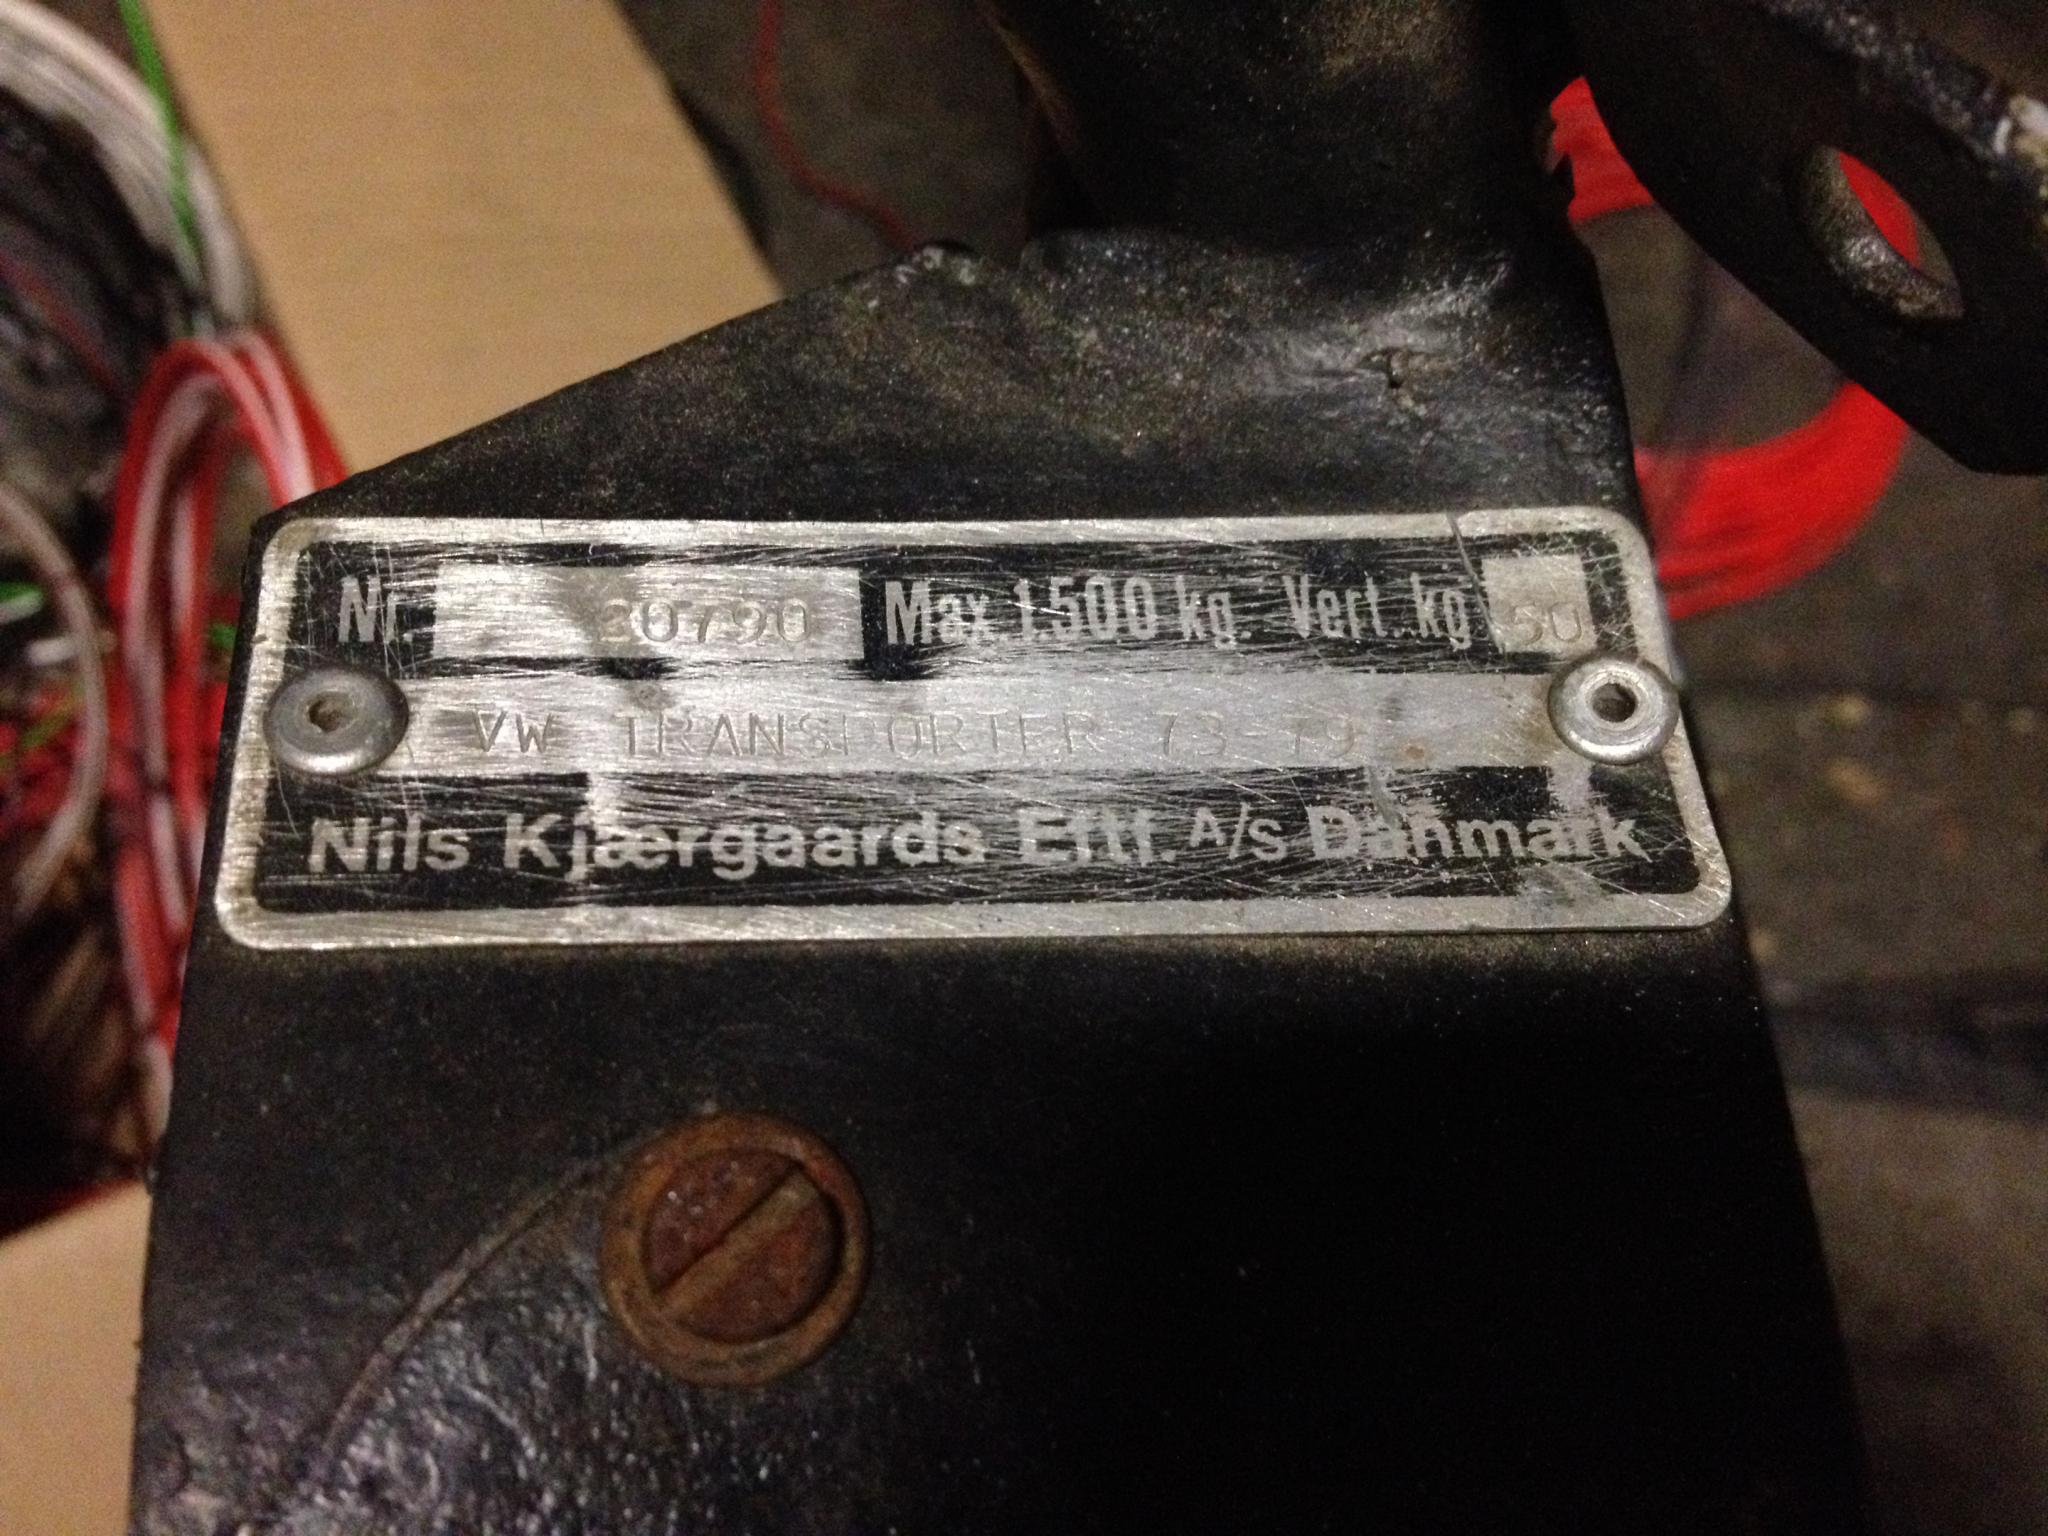 Nr. 20790 Max 1.500 kg. Vert. kg 50
VW TRANSPORTER 73-79
Nils Kjærgaards Eftf. A/s Danmark